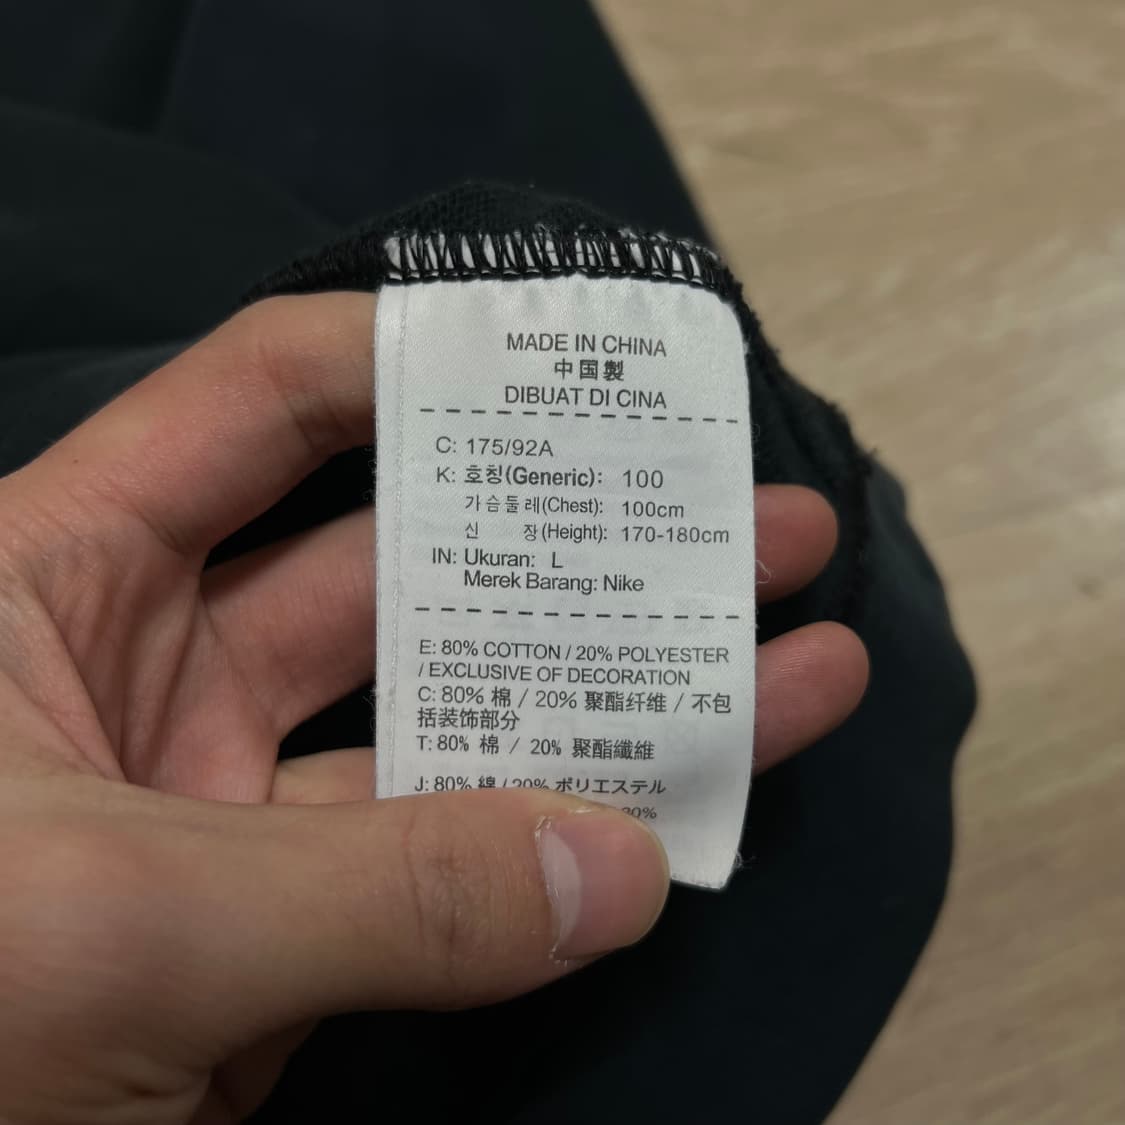 MADE IN CHINA
中国製
DIBUAT DI CINA
C: 175/92A
K: 호칭(Generic): 100
가슴둘레(Chest): 100cm
신 장(Height): 170-180cm
IN: Ukuran: L
Merek Barang: Nike
E: 80% COTTON / 20% POLYESTER
/ EXCLUSIVE OF DECORATION
C: 80% 棉 / 20% 聚酯纤维 / 不包
括装饰部分
T: 80% 棉 / 20% 聚酯纖維
J: 80% 綿 / 20% ポリエステル